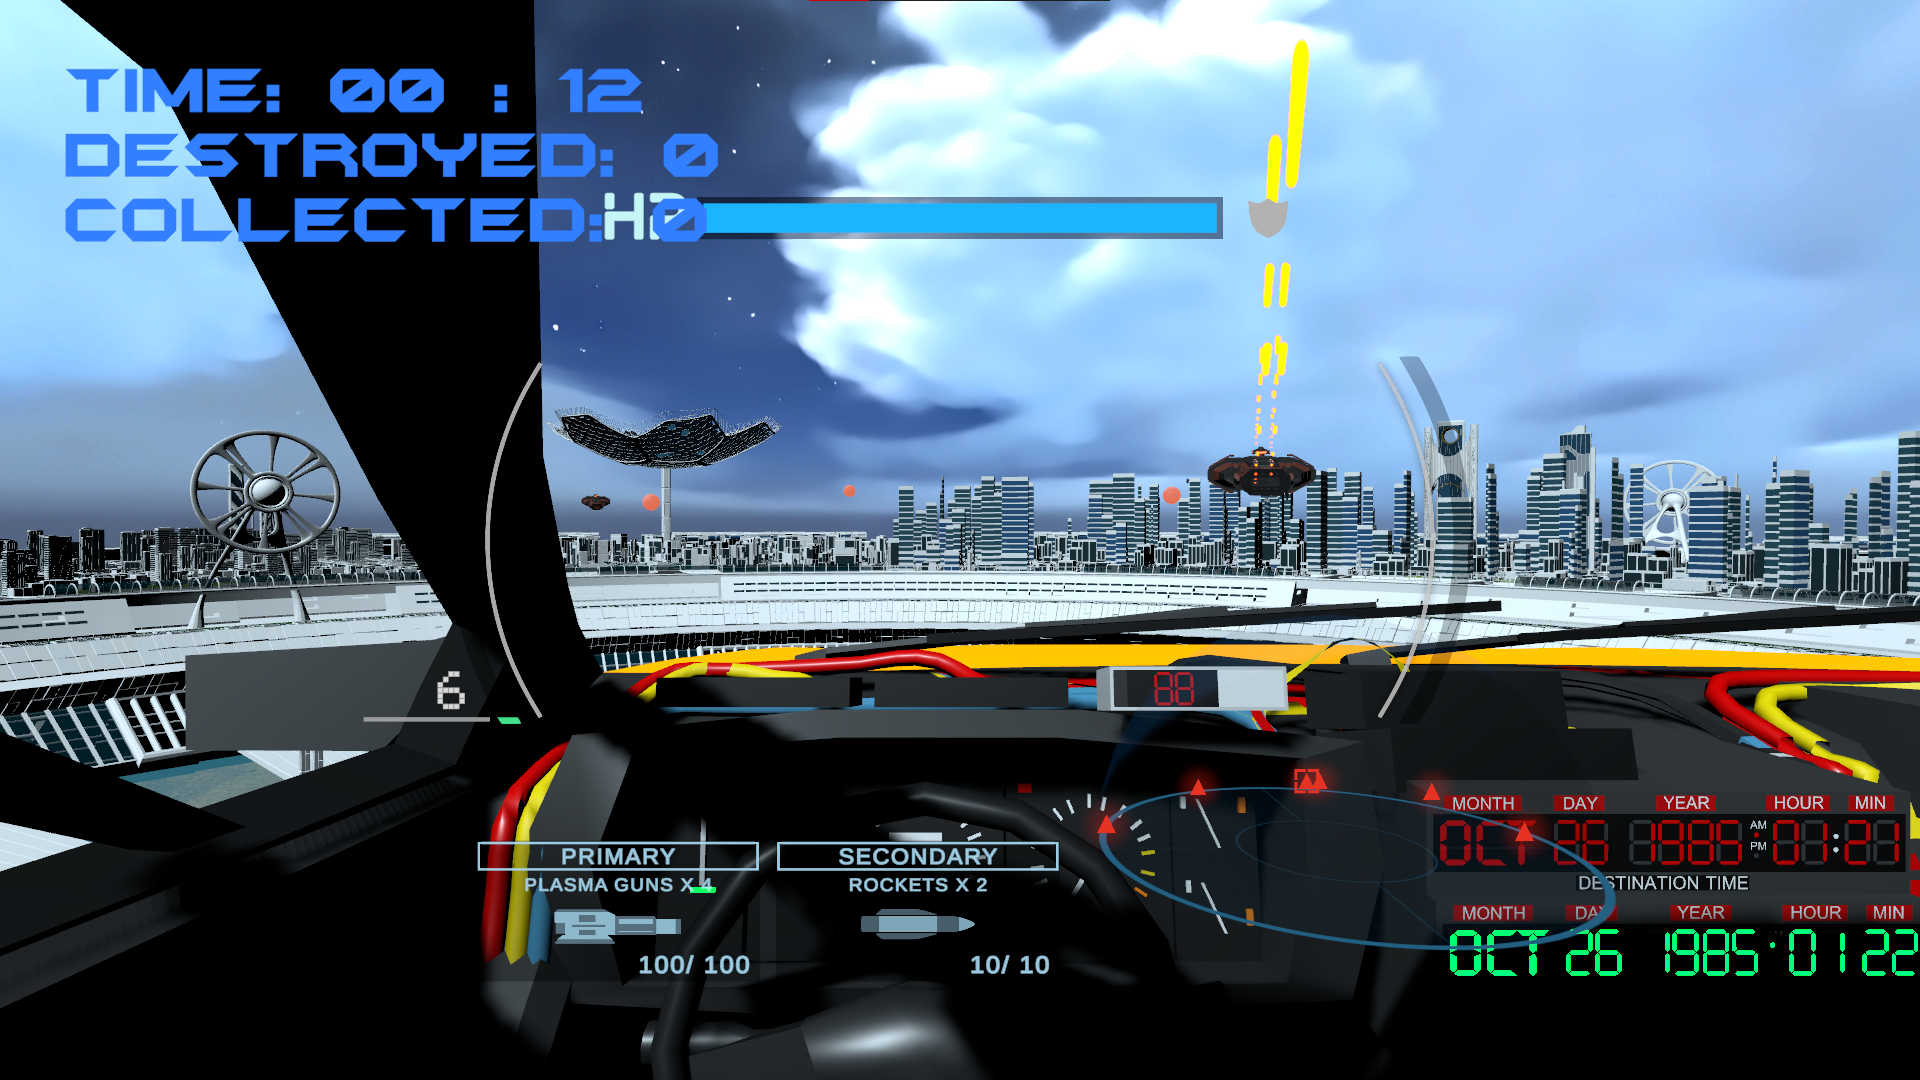 TIME: 00 : 12
DESTROYED: 0
COLLECTED: 0
6
88
PRIMARY
PLASMA GUNS X 4
100/ 100
SECONDARY
ROCKETS X 2
10/ 10
MONTH DAY YEAR HOUR MIN
OCT 26 1985 AM PM 01:21
DESTINATION TIME
MONTH DAY YEAR HOUR MIN
OCT 26 1985 01 22